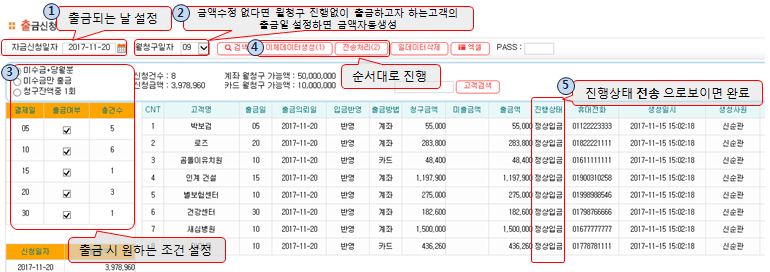 출금신청
1 출금되는 날 설정
2 금액수정 없다면 월청구 진행없이 출금하고자 하는고객의
출금일 설정하면 금액자동생성
자금신청일자 2017-11-20 월청구일자 09 검색 이체데이터생성(1) 전송처리(2) 일데이터삭제 엑셀 PASS :
4 순서대로 진행
3 미수금+당월분
미수금만 출금
청구잔액중 1회
신청건수 : 8 계좌 월청구 가능액 : 50,000,000
신청금액 : 3,978,960 카드 월청구 가능액 : 10,000,000 고객검색
5 진행상태 전송 으로보이면 완료
결제일 출금여부 총건수
05 5
10 6
15 1
20 3
30 1
출금 시 원하는 조건 설정
신청일자
2017-11-20 3,978,960
CNT 고객명 출금일 출금의뢰일 입금반영 출금방법 청구금액 미출금액 출금액 진행상태 휴대전화 생성일시 생성사원
1 박보검 05 2017-11-20 반영 계좌 55,000 55,000 정상입금 01122223333 2017-11-15 15:02:18 신순판
2 로즈 20 2017-11-20 반영 계좌 283,800 283,800 정상입금 01822221111 2017-11-15 15:02:18 신순판
3 곰돌이유치원 10 2017-11-20 반영 카드 48,400 48,400 정상입금 01611111111 2017-11-15 15:02:18 신순판
4 인계 건설 15 2017-11-20 반영 계좌 1,197,900 1,197,900 정상입금 01900310258 2017-11-15 15:02:18 신순판
5 별보험센터 10 2017-11-20 반영 계좌 275,000 275,000 정상입금 01998988546 2017-11-15 15:02:18 신순판
6 건강센터 30 2017-11-20 반영 계좌 182,600 182,600 정상입금 01798766666 2017-11-15 15:02:18 신순판
7 새심병원 10 2017-11-20 반영 계좌 1,500,000 1,500,000 정상입금 01677777777 2017-11-15 15:02:18 신순판
10 2017-11-20 반영 카드 436,260 436,260 정상입금 01778781111 2017-11-15 15:02:18 신순판